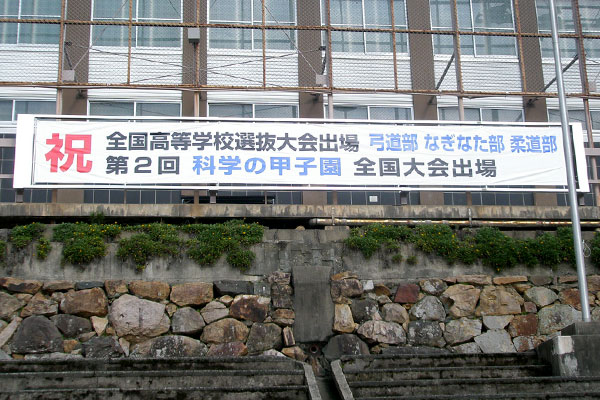 祝
全国高等学校選抜大会出場 弓道部 なぎなた部 柔道部
第2回 科学の甲子園 全国大会出場